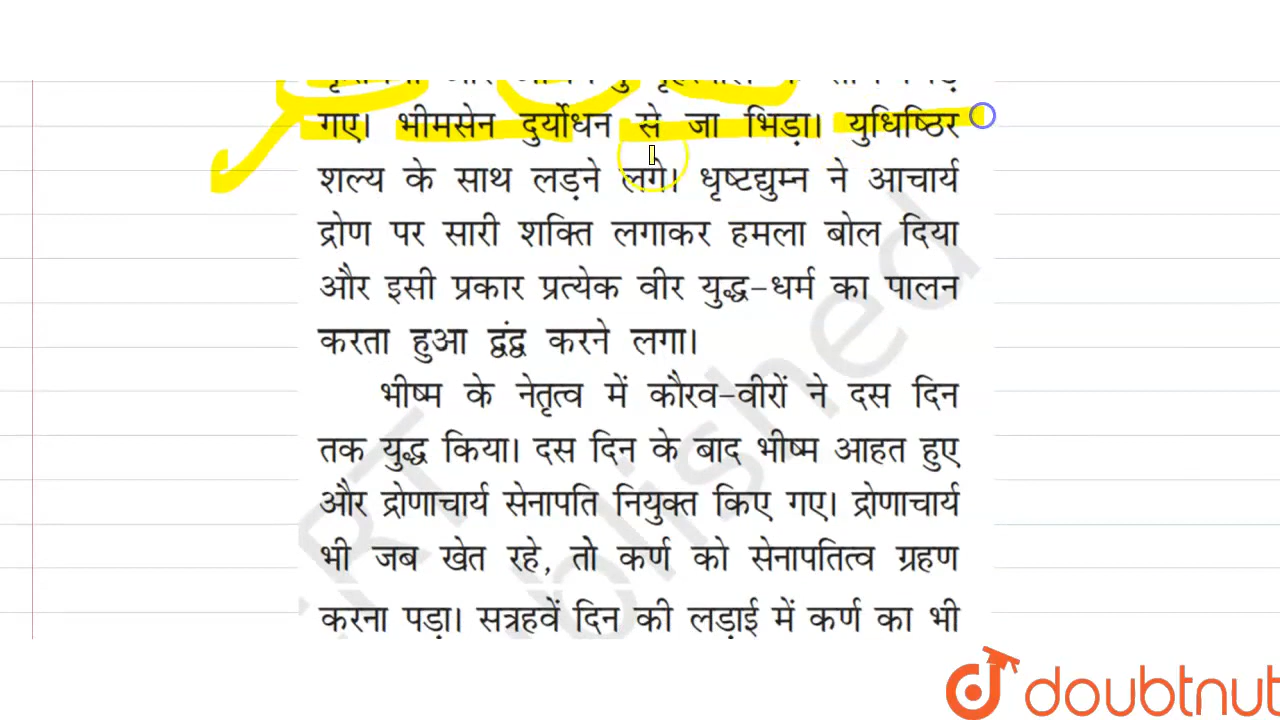 गए। भीमसेन दुर्योधन से जा भिड़ा। युधिष्ठिर
शल्य के साथ लड़ने लगे। धृष्टद्युम्न ने आचार्य
द्रोण पर सारी शक्ति लगाकर हमला बोल दिया
और इसी प्रकार प्रत्येक वीर युद्ध-धर्म का पालन
करता हुआ द्वंद्व करने लगा।
भीष्म के नेतृत्व में कौरव-वीरों ने दस दिन
तक युद्ध किया। दस दिन के बाद भीष्म आहत हुए
और द्रोणाचार्य सेनापति नियुक्त किए गए। द्रोणाचार्य
भी जब खेत रहे, तो कर्ण को सेनापतित्व ग्रहण
करना पड़ा। सत्रहवें दिन की लड़ाई में कर्ण का भी
doubtnut